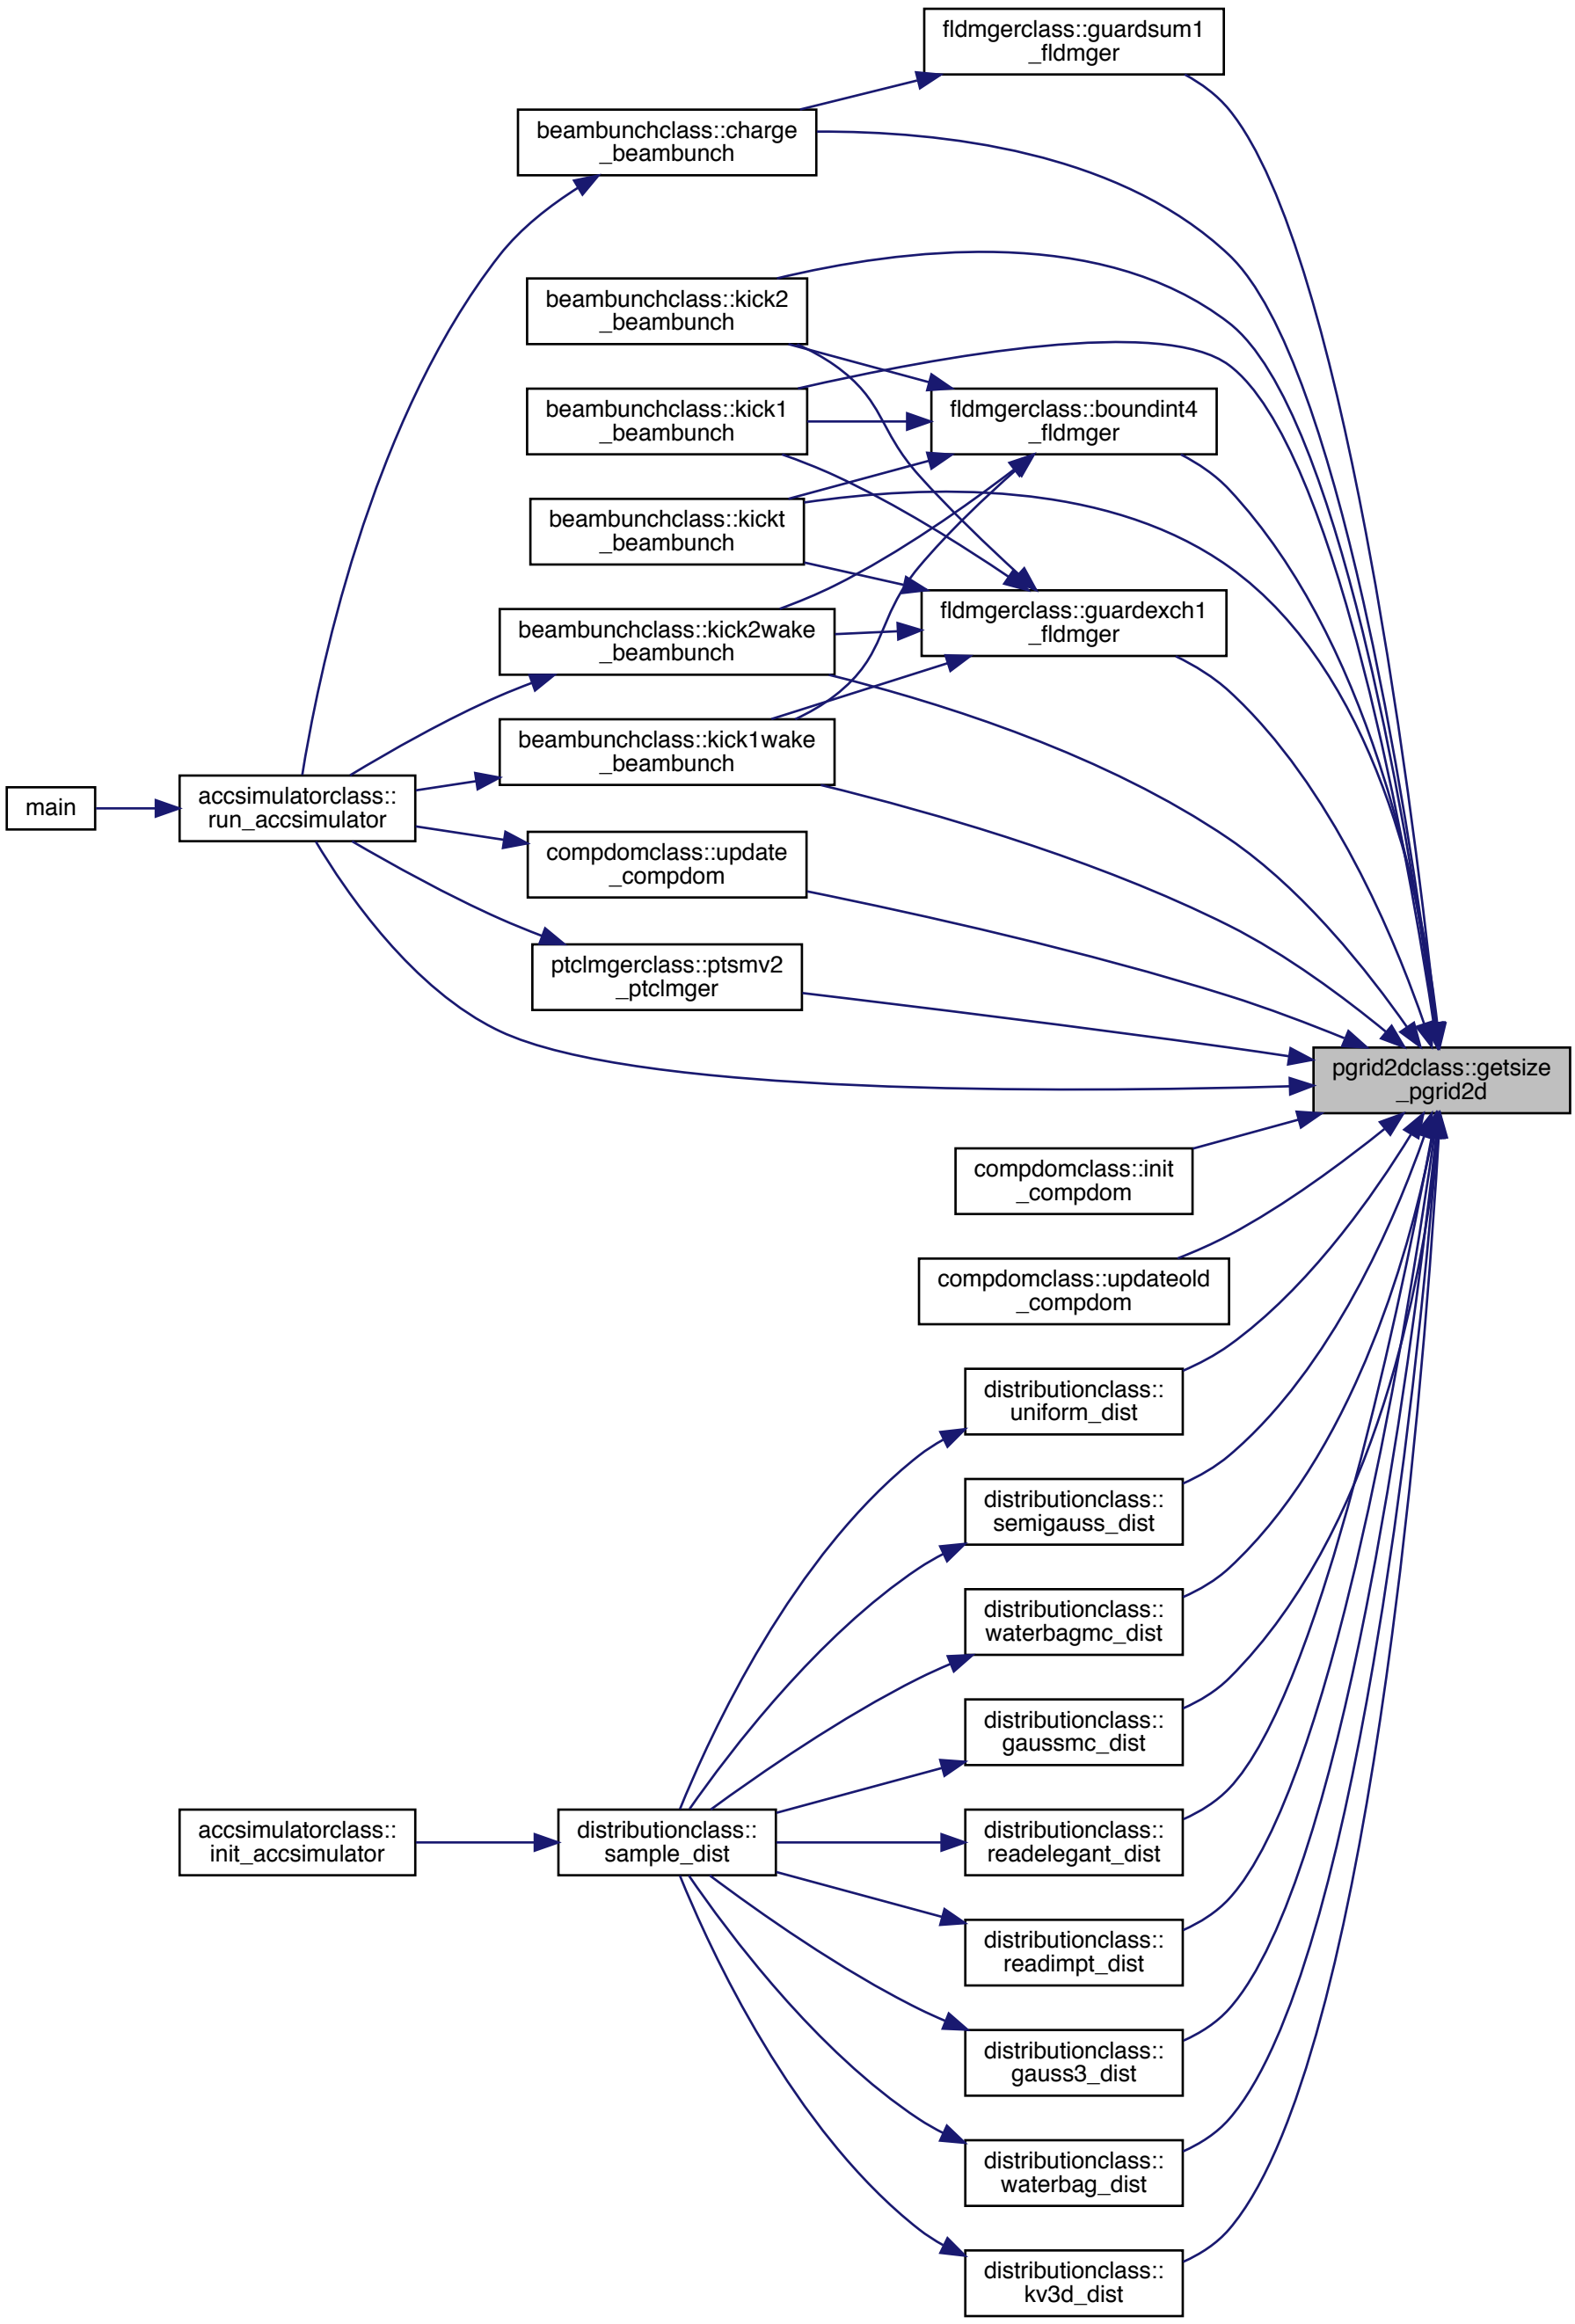 fldmgerclass::guardsum1
_fldmger
beambunchclass::charge
_beambunch
beambunchclass::kick2
_beambunch
beambunchclass::kick1
_beambunch
fldmgerclass::boundint4
_fldmger
beambunchclass::kickt
_beambunch
fldmgerclass::guardexch1
_fldmger
beambunchclass::kick2wake
_beambunch
beambunchclass::kick1wake
_beambunch
main
accsimulatorclass::
run_accsimulator
compdomclass::update
_compdom
ptclmgerclass::ptsmv2
_ptclmger
pgrid2dclass::getsize
_pgrid2d
compdomclass::init
_compdom
compdomclass::updateold
_compdom
distributionclass::
uniform_dist
distributionclass::
semigauss_dist
distributionclass::
waterbagmc_dist
distributionclass::
gaussmc_dist
accsimulatorclass::
init_accsimulator
distributionclass::
sample_dist
distributionclass::
readelegant_dist
distributionclass::
readimpt_dist
distributionclass::
gauss3_dist
distributionclass::
waterbag_dist
distributionclass::
kv3d_dist